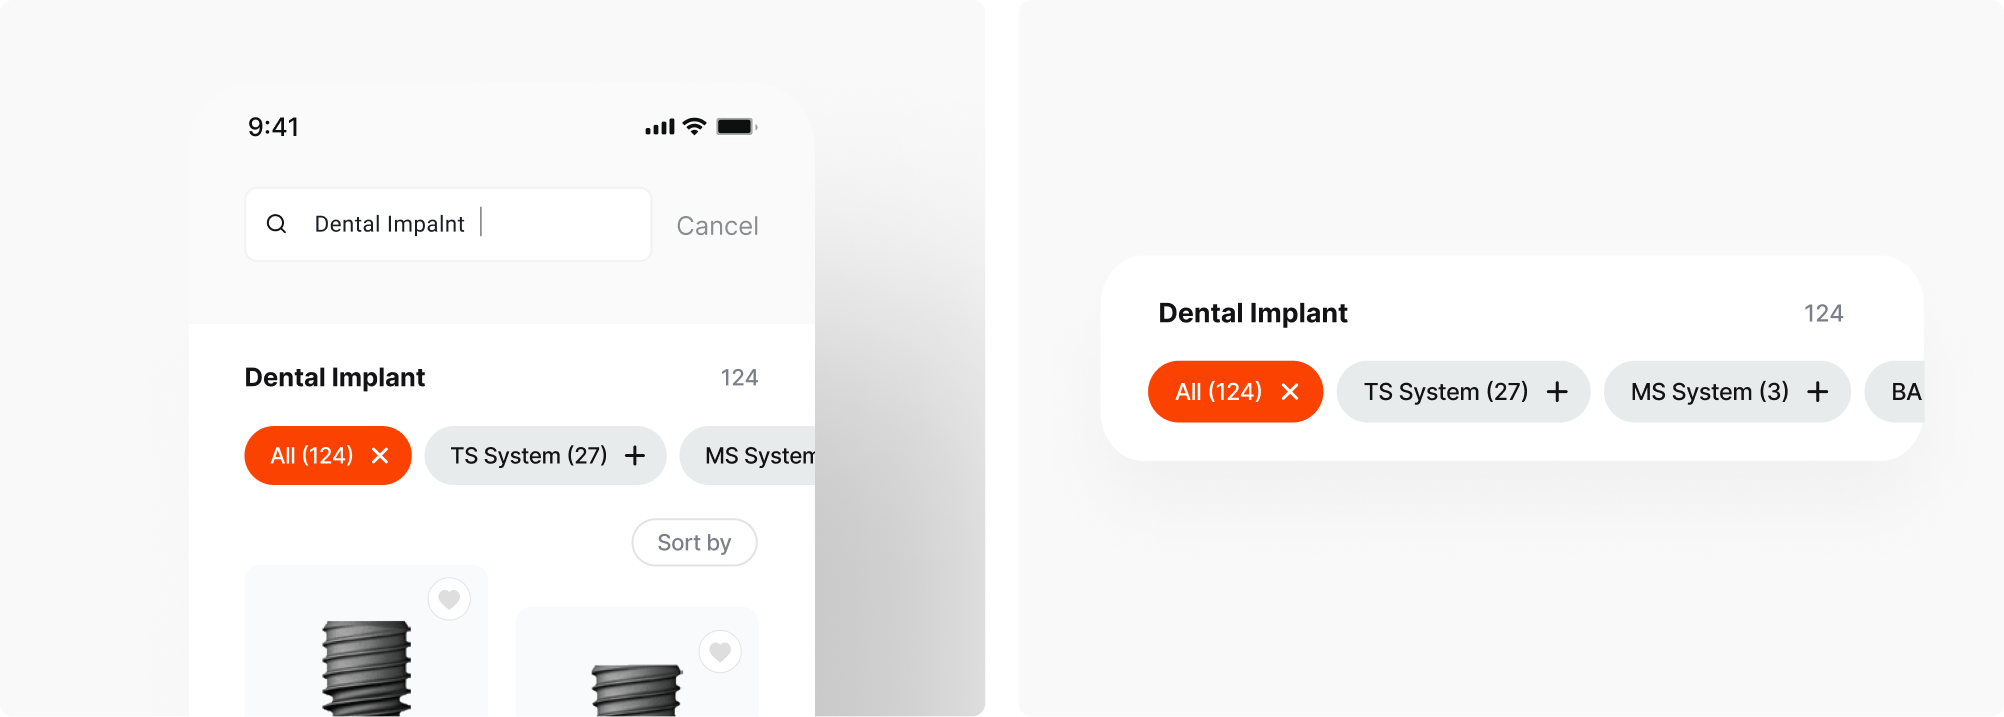 9:41
Dental Impalnt
Cancel
Dental Implant 124
All (124) TS System (27) MS System
Sort by
Dental Implant 124
All (124) TS System (27) MS System (3) BA